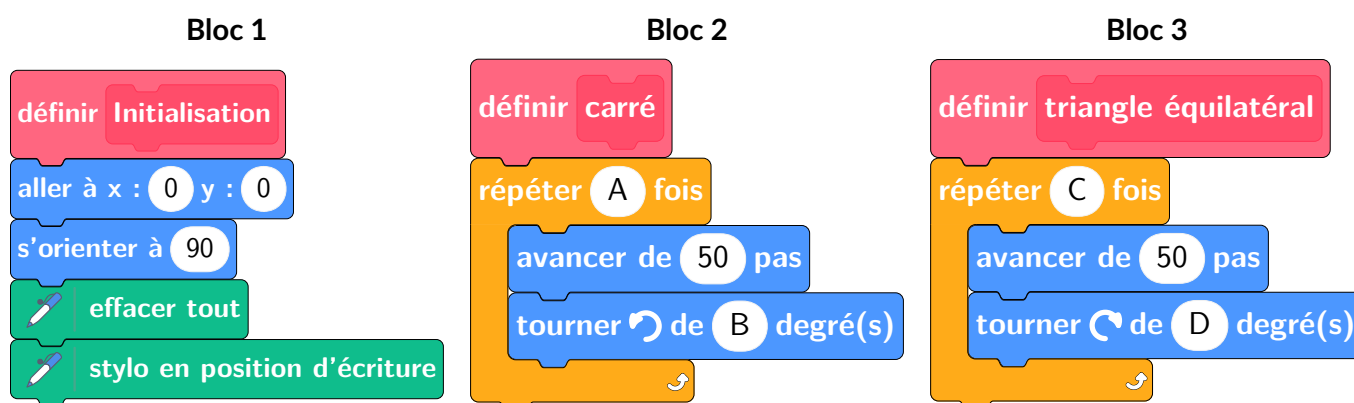 Bloc 1
définir Initialisation
aller à x : 0 y : 0
s'orienter à 90
effacer tout
stylo en position d'écriture
Bloc 2
définir carré
répéter A fois
avancer de 50 pas
tourner de B degré(s)
Bloc 3
définir triangle équilatéral
répéter C fois
avancer de 50 pas
tourner de D degré(s)